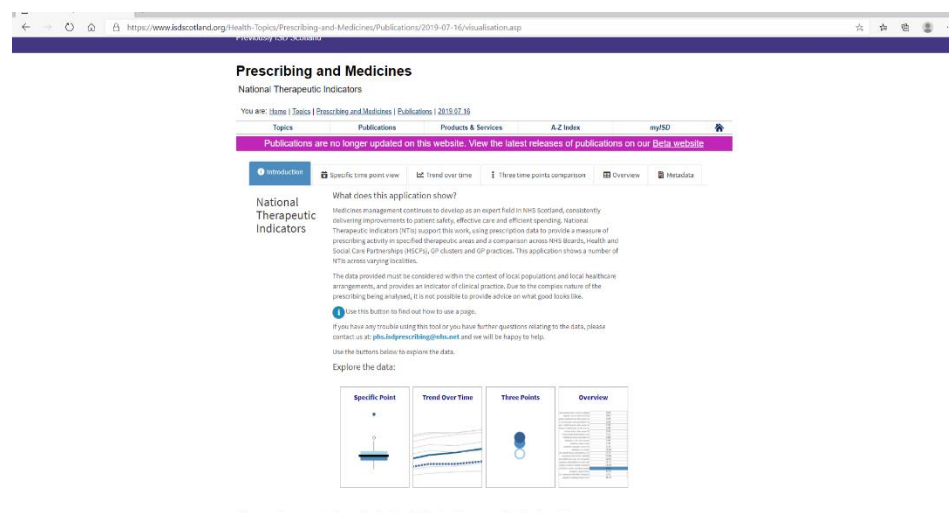 https://www.isdscotland.org/Health-Topics/Prescribing-and-Medicines/Publications/2019-07-16/visualisation.asp
Previously ISD Scotland
Prescribing and Medicines
National Therapeutic Indicators
You are: Home | Topics | Prescribing and Medicines | Publications | 2019 07 16
Topics Publications Products & Services A-Z Index myISD
Publications are no longer updated on this website. View the latest releases of publications on our Beta website
Introduction Specific time point view Trend over time Three time points comparison Overview Metadata
National
Therapeutic
Indicators
What does this application show?
Medicines management continues to develop as an expert field in NHS Scotland, consistently
delivering improvements to patient safety, effective care and efficient spending. National
Therapeutic Indicators (NTIs) support this work, using prescription data to provide a measure of
prescribing activity in specified therapeutic areas and a comparison across NHS Boards, Health and
Social Care Partnerships (HSCPs), GP clusters and GP practices. This application shows a number of
NTIs across varying localities.
The data provided must be considered within the context of local populations and local healthcare
arrangements, and provides an indicator of clinical practice. Due to the complex nature of the
prescribing being analysed, it is not possible to provide advice on what good looks like.
Use this button to find out how to use a page.
If you have any trouble using this tool or you have further questions relating to the data, please
contact us at: phs.isdprescribing@nhs.net and we will be happy to help.
Use the buttons below to explore the data.
Explore the data:
Specific Point Trend Over Time Three Points Overview